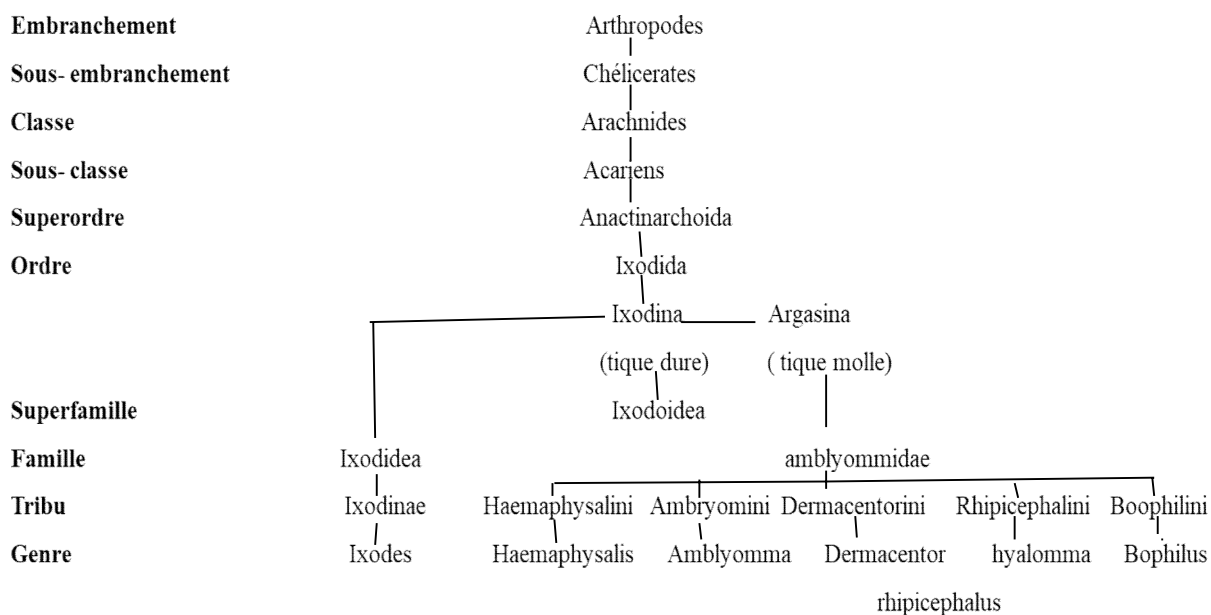 Embranchement Arthropodes
Sous- embranchement Chélicerates
Classe Arachnides
Sous- classe Acariens
Superordre Anactinarchoida
Ordre Ixodida
Ixodina Argasina
(tique dure) ( tique molle)
Superfamille Ixodoidea
Famille Ixodidea amblyommidae
Tribu Ixodinae Haemaphysalini Ambryomini Dermacentorini Rhipicephalini Boophilini
Genre Ixodes Haemaphysalis Amblyomma Dermacentor hyalomma Bophilus
rhipicephalus